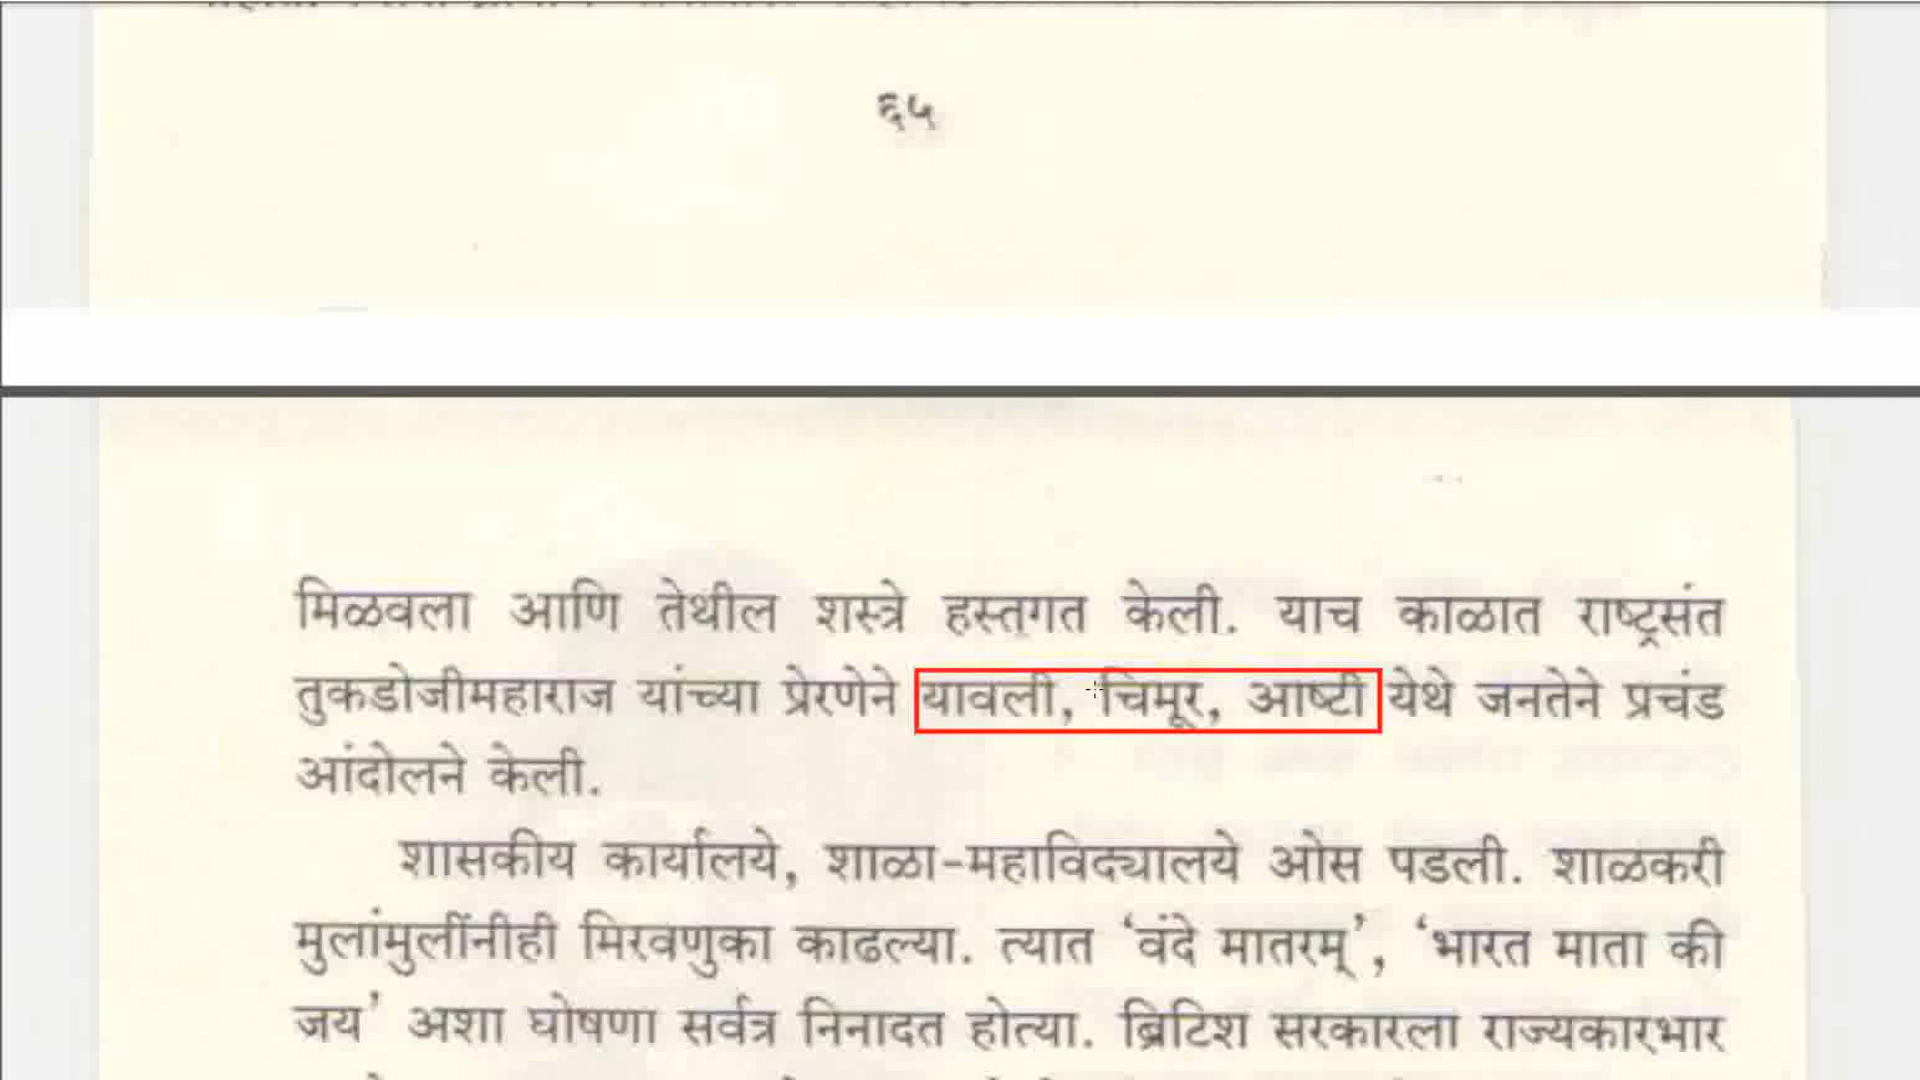 ६५
मिळवला आणि तेथील शस्त्रे हस्तगत केली. याच काळात राष्ट्रसंत
तुकडोजीमहाराज यांच्या प्रेरणेने यावली, चिमूर, आष्टी येथे जनतेने प्रचंड
आंदोलने केली.
शासकीय कार्यालये, शाळा-महाविद्यालये ओस पडली. शाळकरी
मुलांमुलींनीही मिरवणुका काढल्या. त्यात ‘वंदे मातरम्’, ‘भारत माता की
जय’ अशा घोषणा सर्वत्र निनादत होत्या. ब्रिटिश सरकारला राज्यकारभार